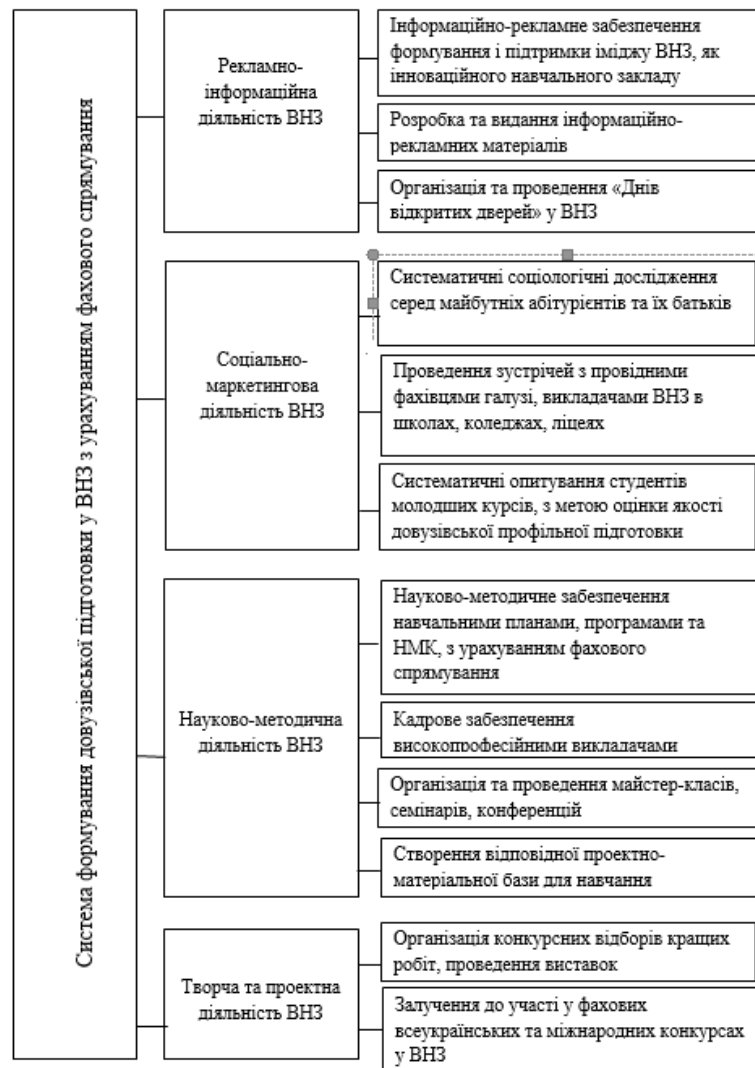 Система формування довузівської підготовки у ВНЗ з урахуванням фахового спрямування
Рекламно-
інформаційна
діяльність ВНЗ
Інформаційно-рекламне забезпечення
формування і підтримки іміджу ВНЗ, як
інноваційного навчального закладу
Розробка та видання інформаційно-
рекламних матеріалів
Організація та проведення «Днів
відкритих дверей» у ВНЗ
Соціально-
маркетингова
діяльність ВНЗ
Систематичні соціологічні дослідження
серед майбутніх абітурієнтів та їх батьків
Проведення зустрічей з провідними
фахівцями галузі, викладачами ВНЗ в
школах, коледжах, ліцеях
Систематичні опитування студентів
молодших курсів, з метою оцінки якості
довузівської профільної підготовки
Науково-методична
діяльність ВНЗ
Науково-методичне забезпечення
навчальними планами, програмами та
НМК, з урахуванням фахового
спрямування
Кадрове забезпечення
високопрофесійними викладачами
Організація та проведення майстер-класів,
семінарів, конференцій
Створення відповідної проектно-
матеріальної бази для навчання
Творча та проектна
діяльність ВНЗ
Організація конкурсних відборів кращих
робіт, проведення виставок
Залучення до участі у фахових
всеукраїнських та міжнародних конкурсах
у ВНЗ